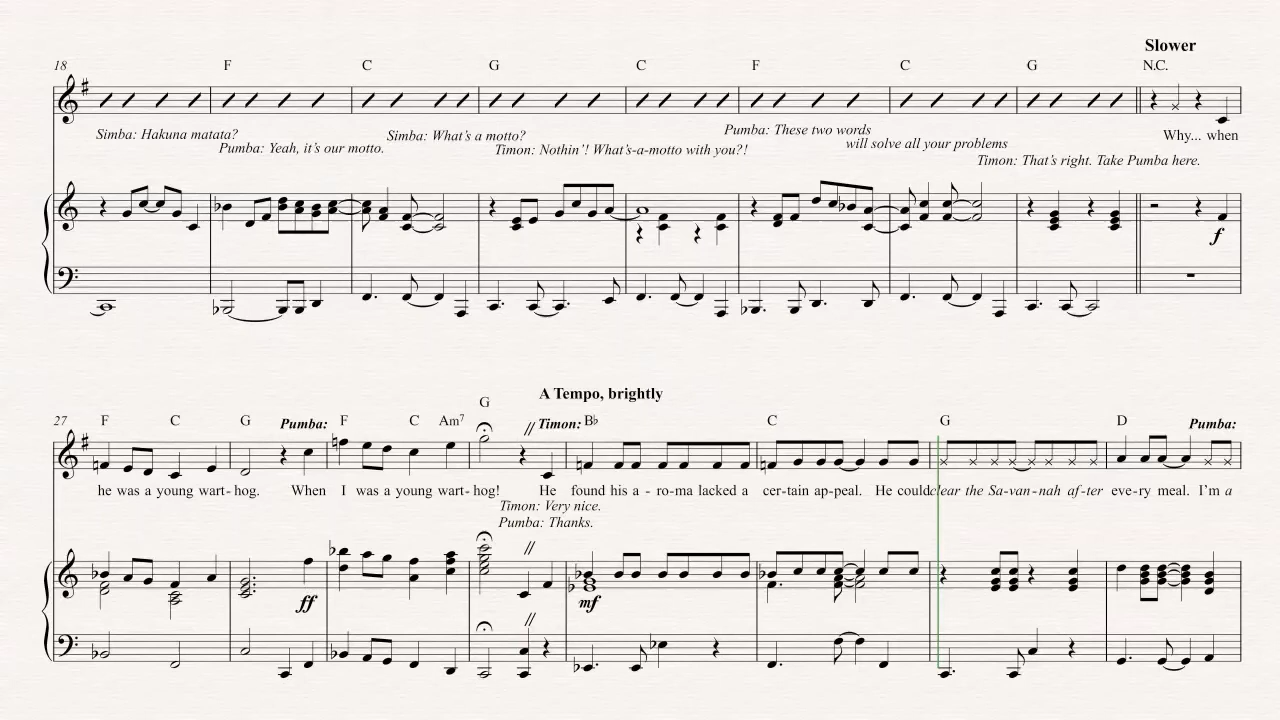 Slower
18 F C G C F C G N.C.
Simba: Hakuna matata? Simba: What's a motto? Pumba: These two words Why... when
Pumba: Yeah, it's our motto. Timon: Nothin'! What's-a-motto with you?! will solve all your problems
Timon: That's right. Take Pumba here.
f
A Tempo, brightly
G
27 F C G Pumba: F C Am7 // Timon: B♭ C G D Pumba:
he was a young wart-hog. When I was a young wart-hog! He found his a - ro-ma lacked a cer-tain ap-peal. He could clear the Sa-van-nah af-ter eve-ry meal. I'm a
Timon: Very nice.
Pumba: Thanks.
//
ff mf
//